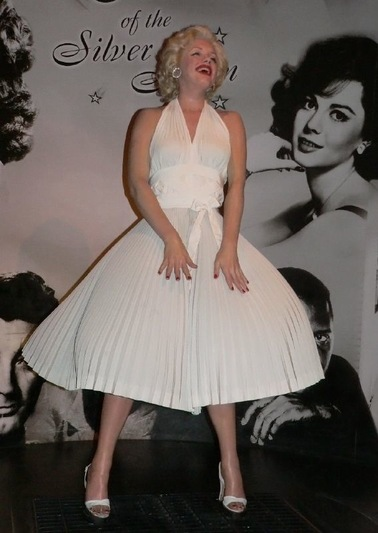 of the
Silver